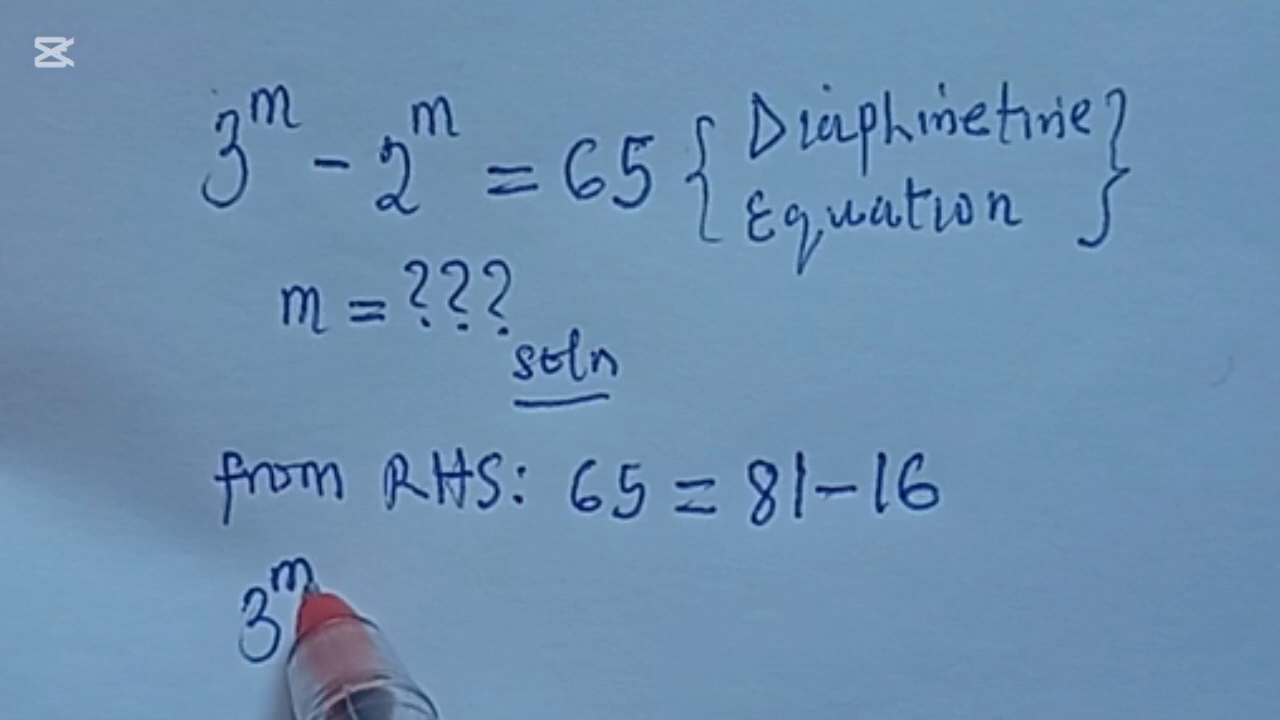 3^m - 2^m = 65 { Diaphinetine Equation }
m = ???
soln
from RHS: 65 = 81 - 16
3^m